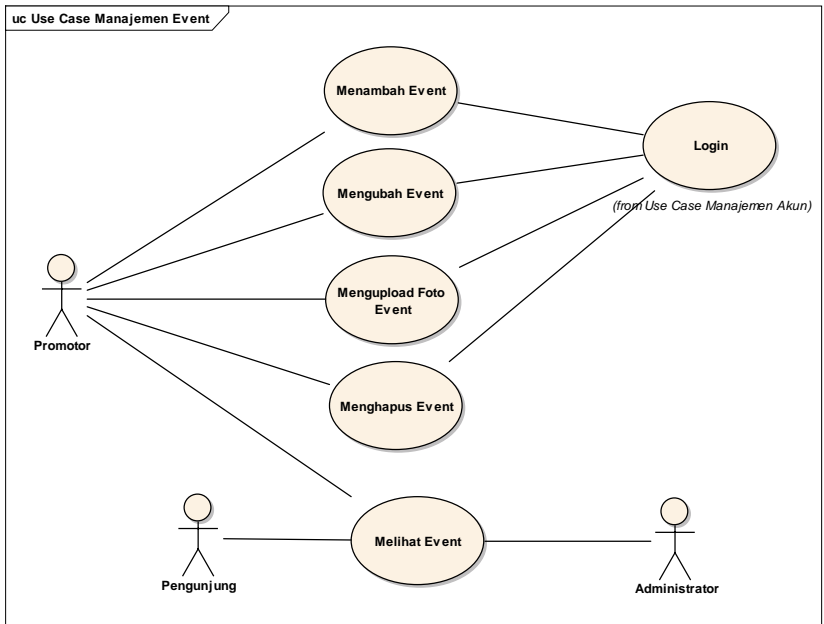 uc Use Case Manajemen Event
Menambah Event
Login
(from Use Case Manajemen Akun)
Mengubah Event
Mengupload Foto
Event
Promotor
Menghapus Event
Melihat Event
Pengunjung
Administrator